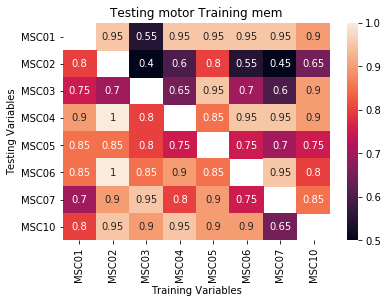 Testing motor Training mem
MSC01 0.95 0.55 0.95 0.95 0.95 0.95 0.9
MSC02 0.8 0.4 0.6 0.8 0.55 0.45 0.65
MSC03 0.75 0.7 0.65 0.95 0.7 0.6 0.9
MSC04 0.9 1 0.8 0.85 0.95 0.95 0.9
MSC05 0.85 0.85 0.8 0.75 0.75 0.7 0.75
MSC06 0.85 1 0.85 0.9 0.85 0.95 0.8
MSC07 0.7 0.9 0.95 0.8 0.9 0.75 0.85
MSC10 0.8 0.95 0.9 0.95 0.9 0.9 0.65
Testing Variables
MSC01 MSC02 MSC03 MSC04 MSC05 MSC06 MSC07 MSC10
Training Variables
1.0
0.9
0.8
0.7
0.6
0.5